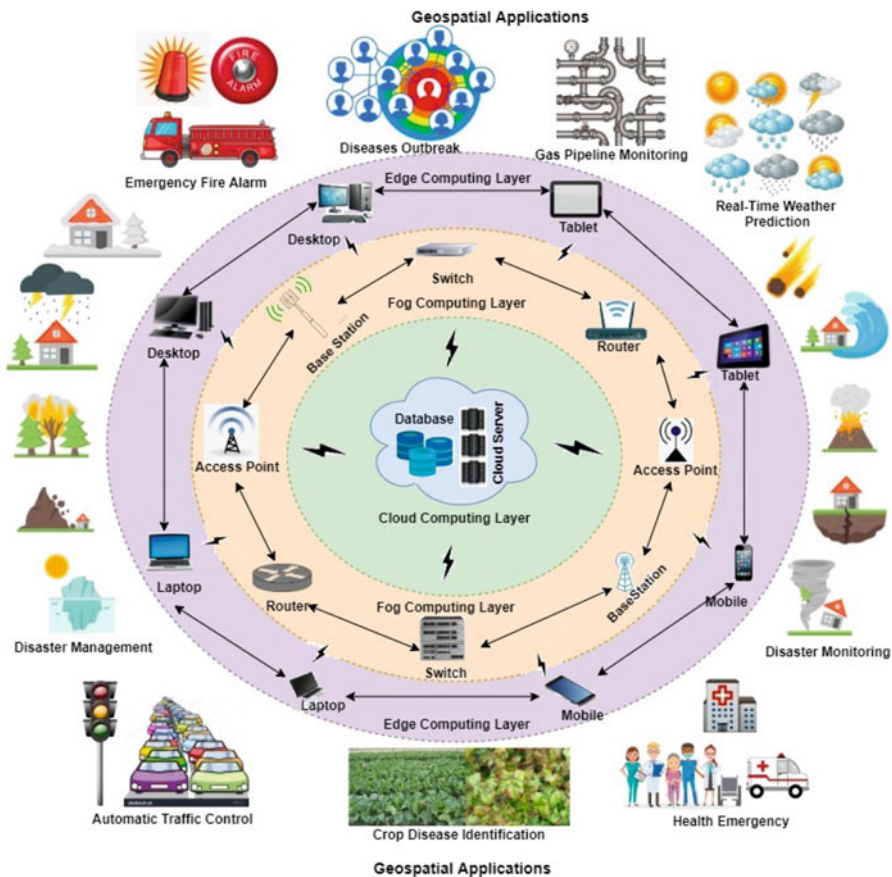 Geospatial Applications
FIRE
ALARM
Diseases Outbreak
Gas Pipeline Monitoring
Emergency Fire Alarm
Real-Time Weather
Prediction
Edge Computing Layer
Desktop
Tablet
Switch
Fog Computing Layer
Base Station
Router
Desktop
Tablet
Database
Cloud Server
Access Point
Access Point
Cloud Computing Layer
Laptop
Router
Fog Computing Layer
BaseStation
Mobile
Disaster Management
Disaster Monitoring
Switch
Laptop
Mobile
Edge Computing Layer
Automatic Traffic Control
Crop Disease Identification
Health Emergency
Geospatial Applications